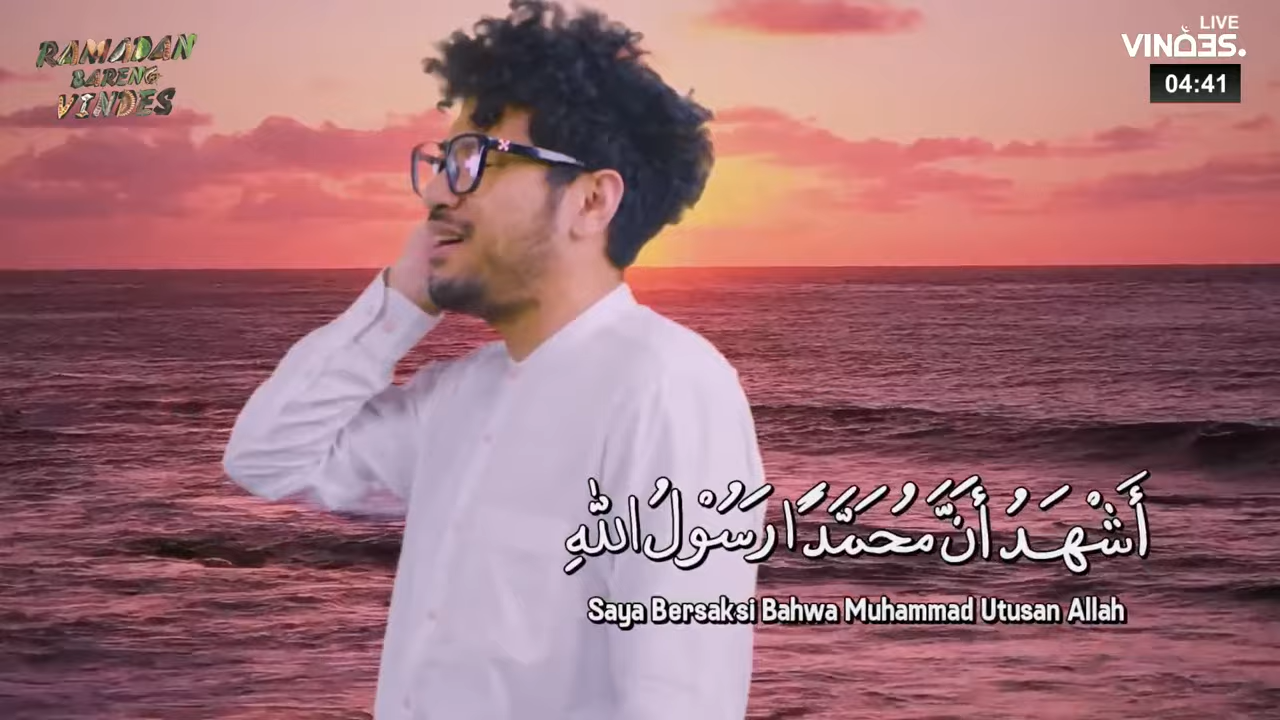 RAMADAN
BARENG
VINDES
LIVE
VINDES.
04:41
أَشْهَدُ أَنَّ مُحَمَّدًا رَسُوْلُ اللهِ
Saya Bersaksi Bahwa Muhammad Utusan Allah